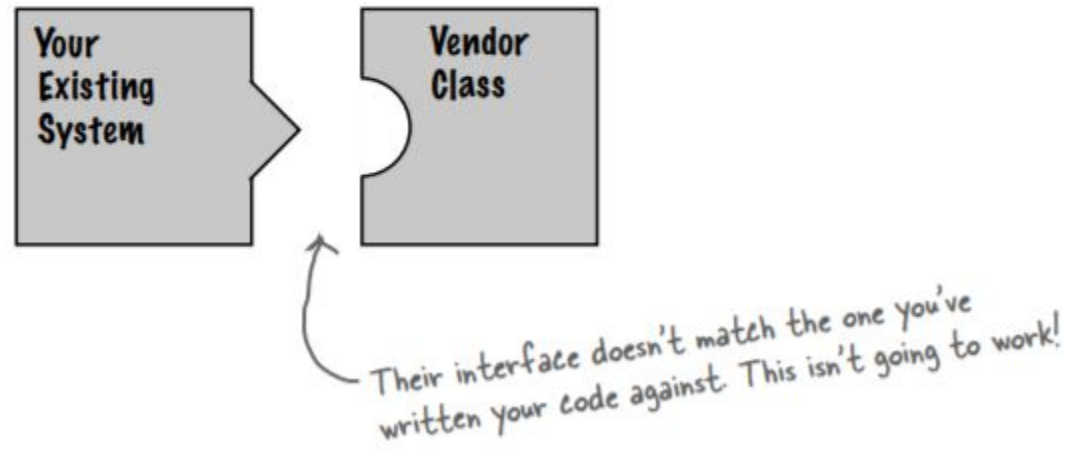 Your
Existing
System
Vendor
Class
Their interface doesn't match the one you've
written your code against. This isn't going to work!